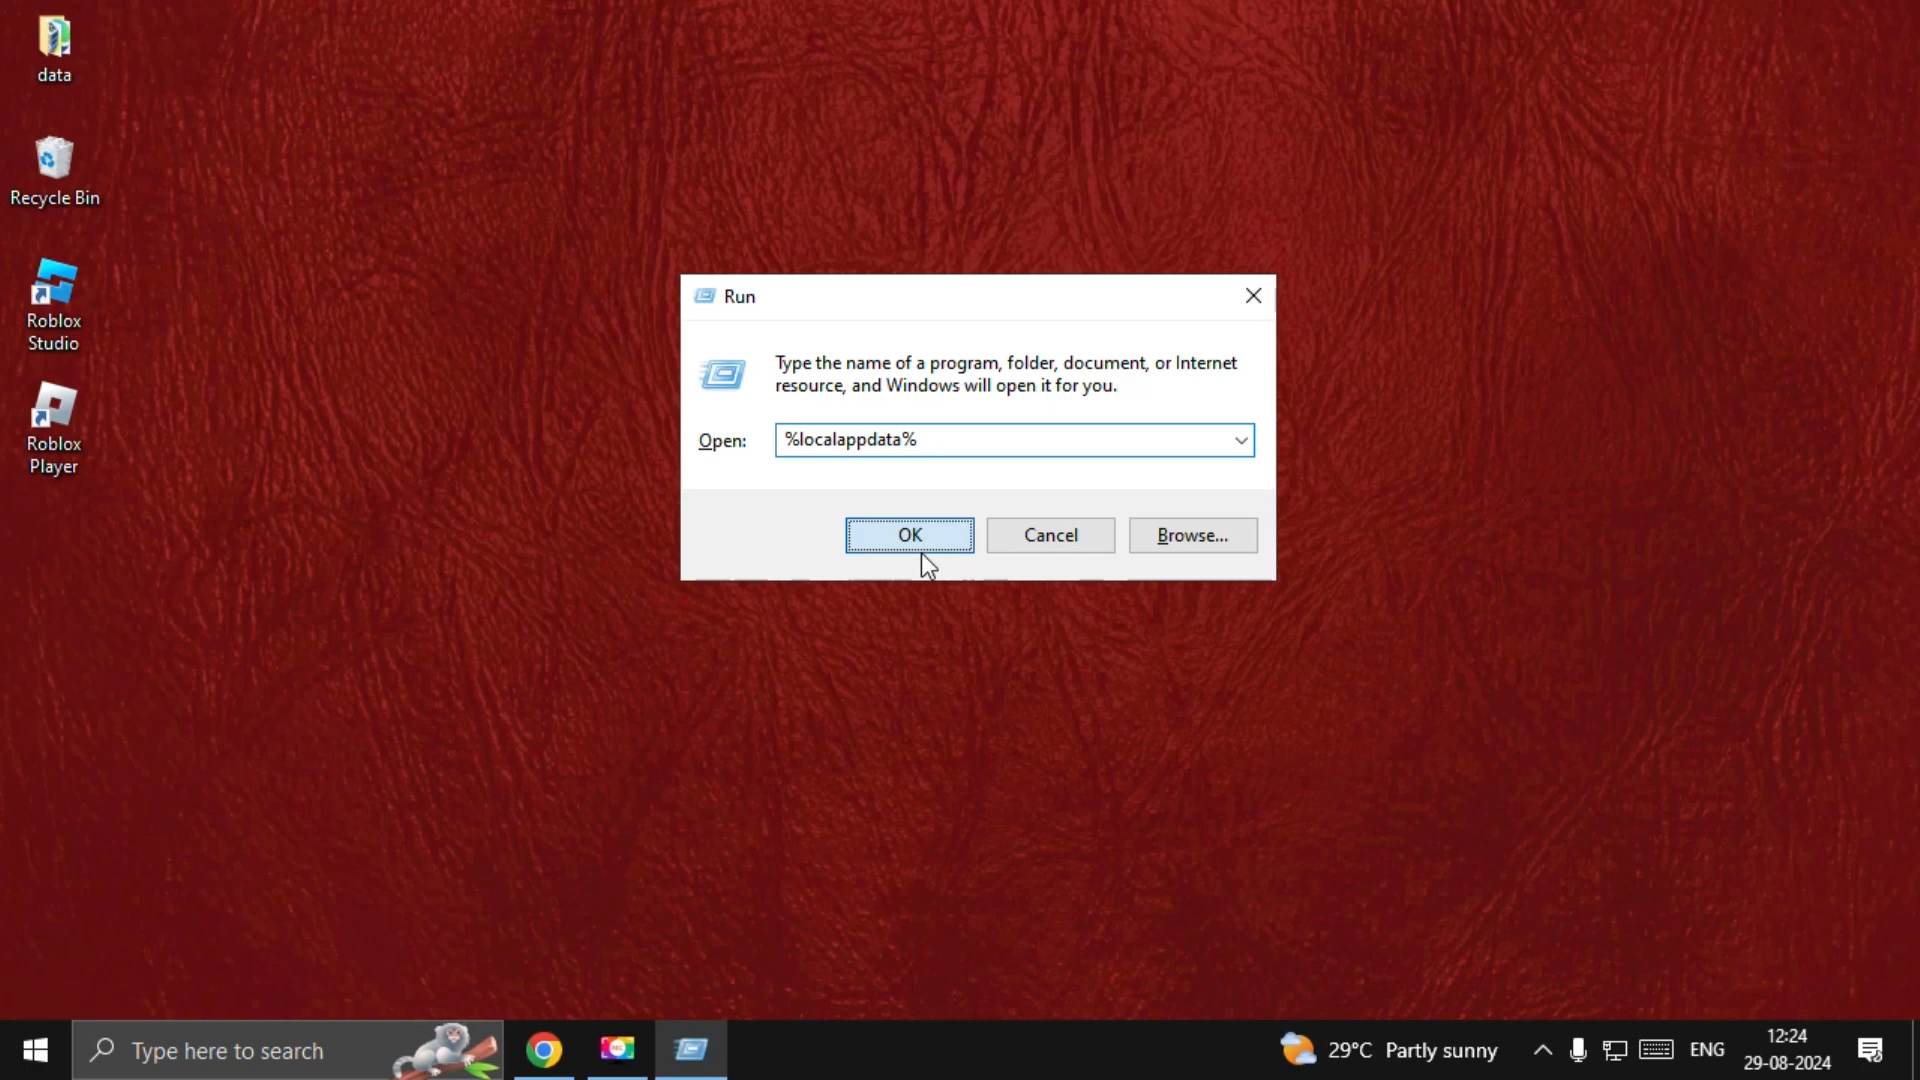 data
Recycle Bin
Roblox
Studio
Roblox
Player
Run
Type the name of a program, folder, document, or Internet
resource, and Windows will open it for you.
Open: %localappdata%
OK Cancel Browse...
Type here to search
29°C Partly sunny
ENG
12:24
29-08-2024